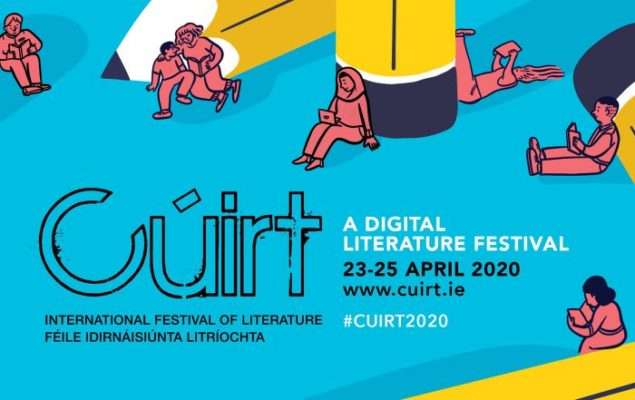 Cúirt
INTERNATIONAL FESTIVAL OF LITERATURE
FÉILE IDIRNÁISIÚNTA LITRÍOCHTA
A DIGITAL
LITERATURE FESTIVAL
23-25 APRIL 2020
www.cuirt.ie
#CUIRT2020